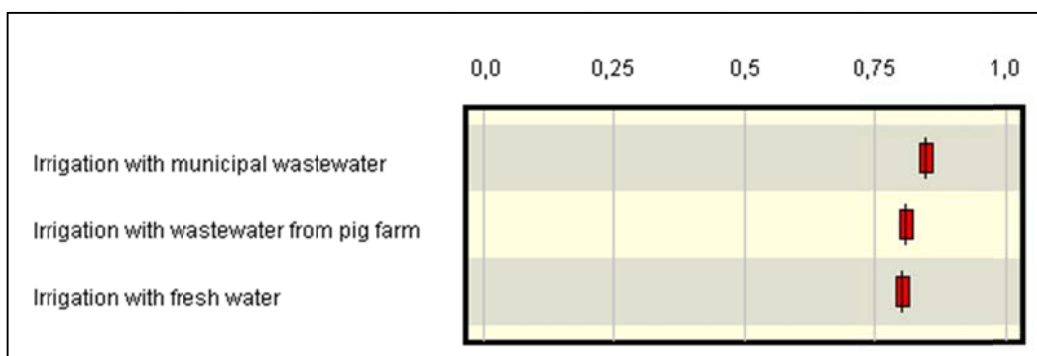 0,0 0,25 0,5 0,75 1,0
Irrigation with municipal wastewater
Irrigation with wastewater from pig farm
Irrigation with fresh water